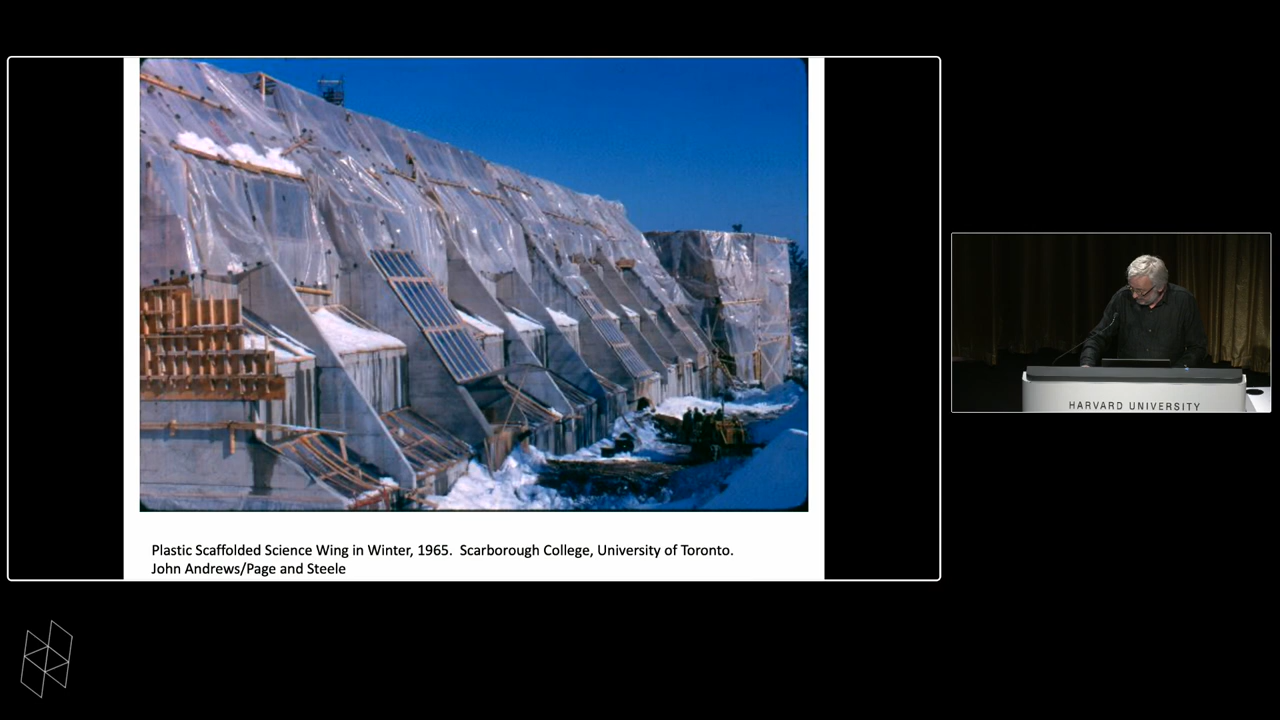 Plastic Scaffolded Science Wing in Winter, 1965.  Scarborough College, University of Toronto.
John Andrews/Page and Steele
HARVARD UNIVERSITY